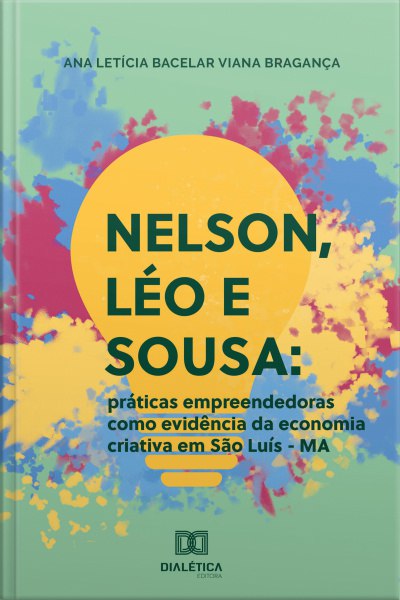 ANA LETÍCIA BACELAR VIANA BRAGANÇA
NELSON,
LÉO E
SOUSA:
práticas empreendedoras
como evidência da economia
criativa em São Luís - MA
DIALÉTICA
EDITORA